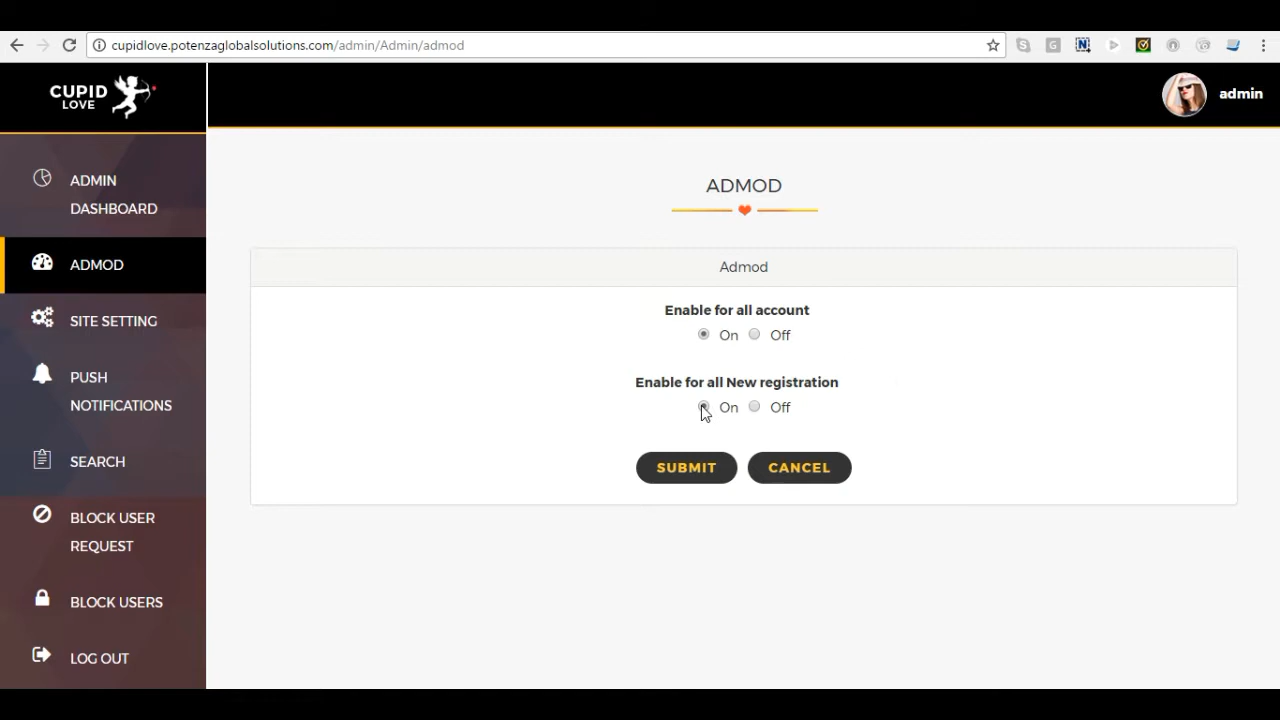 cupidlove.potenzaglobalsolutions.com/admin/Admin/admod
CUPID
LOVE
admin
ADMIN
DASHBOARD
ADMOD
SITE SETTING
PUSH
NOTIFICATIONS
SEARCH
BLOCK USER
REQUEST
BLOCK USERS
LOG OUT
ADMOD
Admod
Enable for all account
On Off
Enable for all New registration
On Off
SUBMIT CANCEL